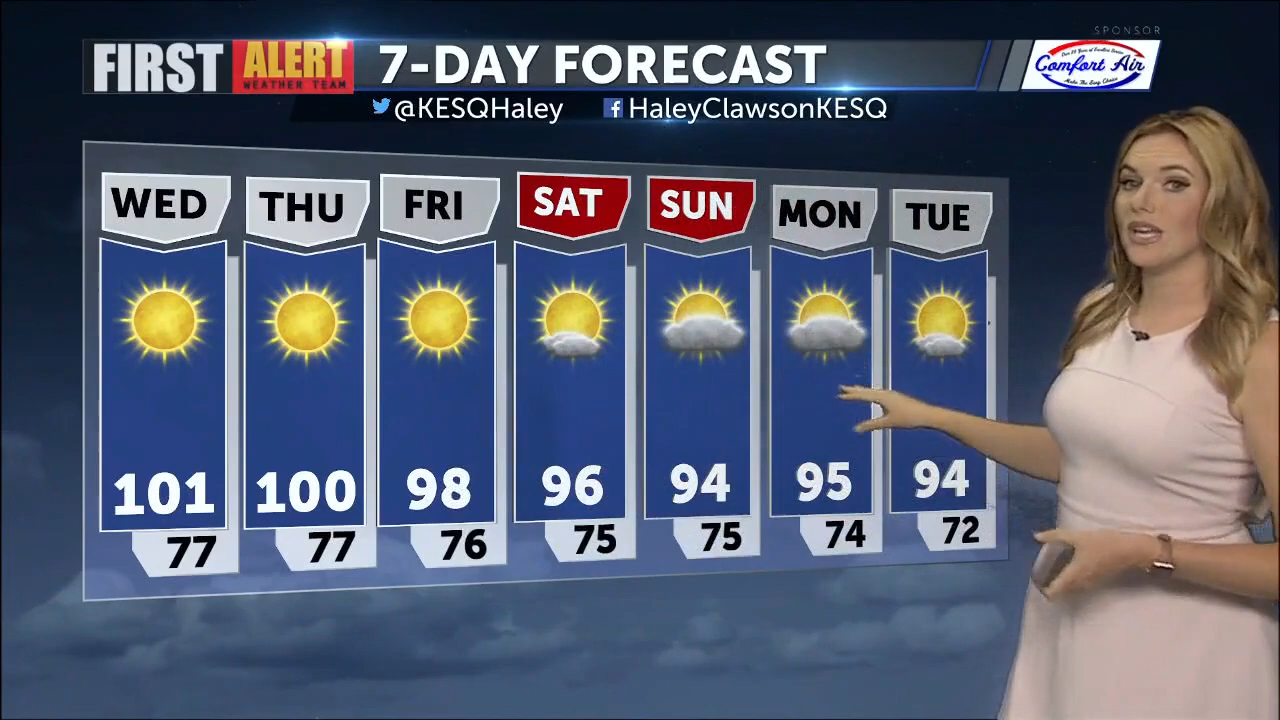 SPONSOR
FIRST ALERT 7-DAY FORECAST
WEATHER TEAM
Comfort Air
@KESQHaley HaleyClawsonKESQ
WED THU FRI SAT SUN MON TUE
101 100 98 96 94 95 94
77 77 76 75 75 74 72